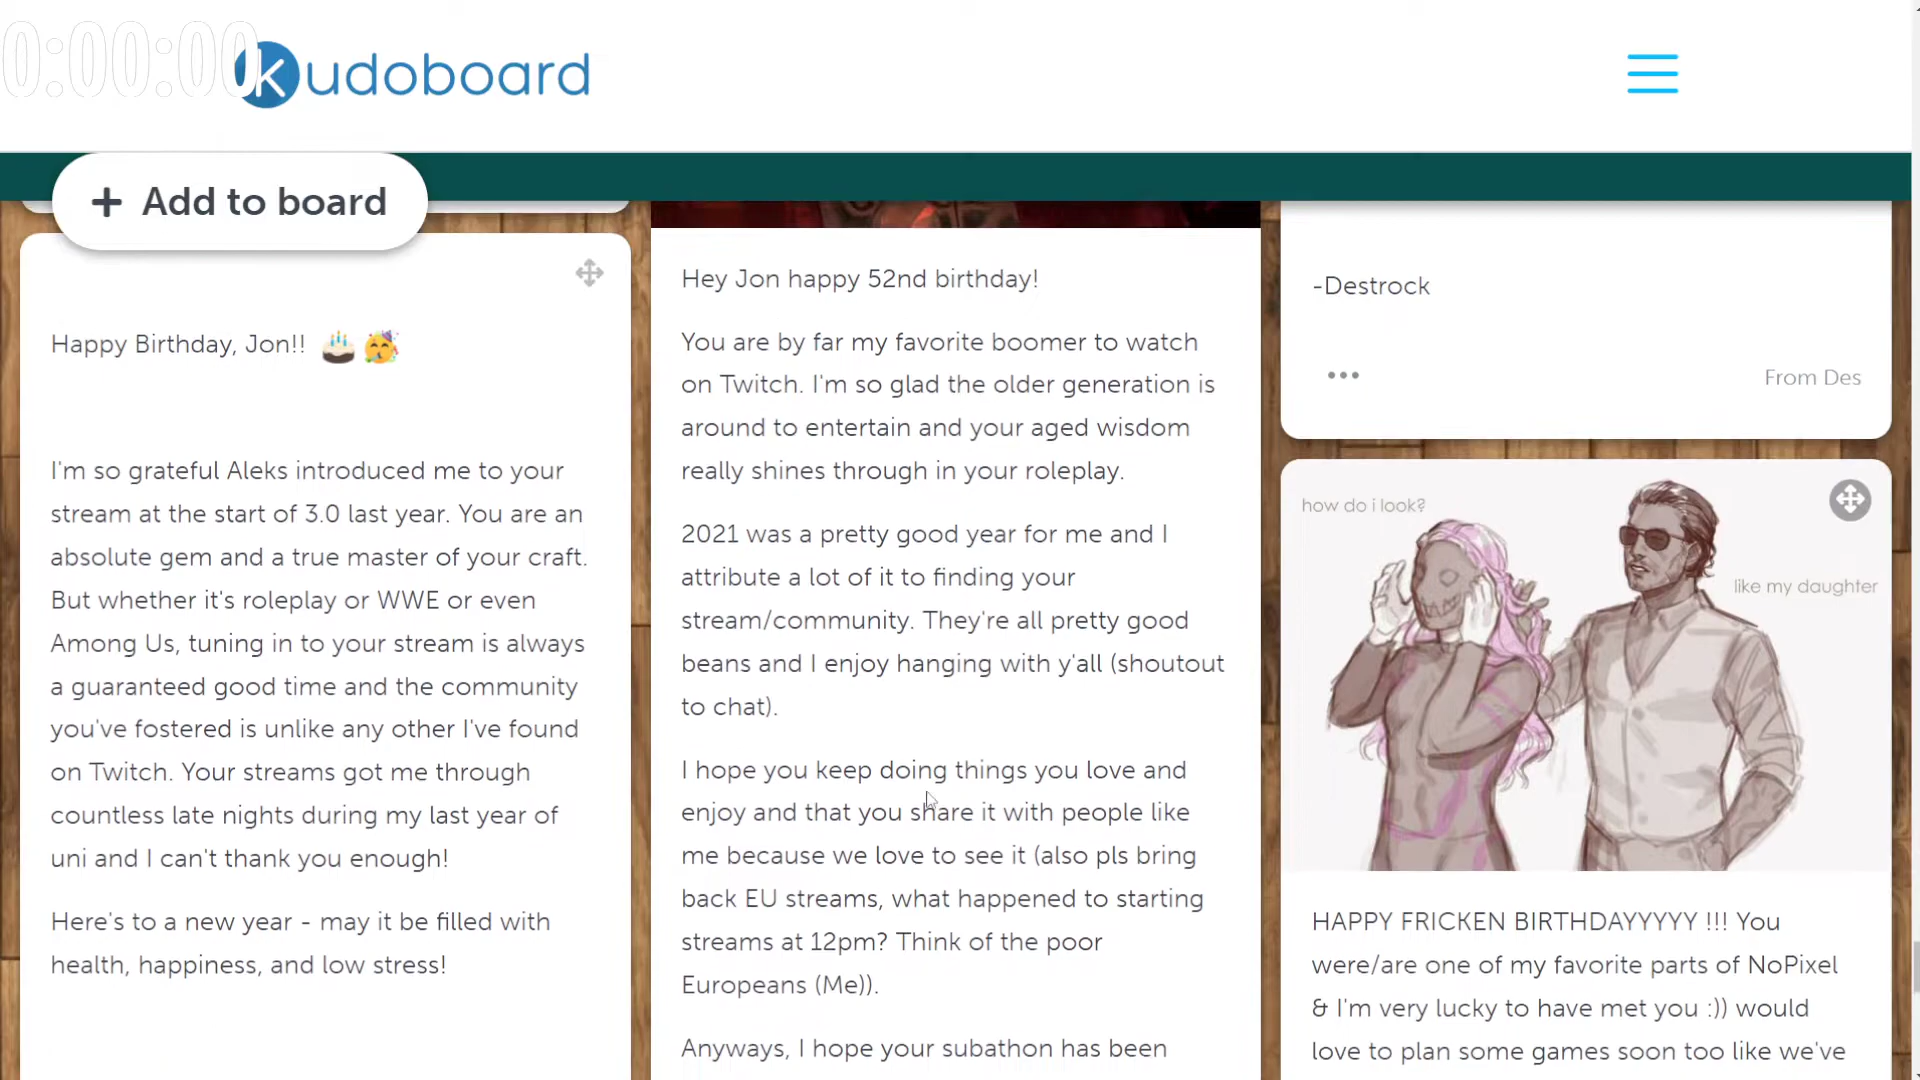 0:00:00
kudoboard
+ Add to board
Happy Birthday, Jon!! 🎂🥳
I'm so grateful Aleks introduced me to your
stream at the start of 3.0 last year. You are an
absolute gem and a true master of your craft.
But whether it's roleplay or WWE or even
Among Us, tuning in to your stream is always
a guaranteed good time and the community
you've fostered is unlike any other I've found
on Twitch. Your streams got me through
countless late nights during my last year of
uni and I can't thank you enough!
Here's to a new year - may it be filled with
health, happiness, and low stress!
Hey Jon happy 52nd birthday!
You are by far my favorite boomer to watch
on Twitch. I'm so glad the older generation is
around to entertain and your aged wisdom
really shines through in your roleplay.
2021 was a pretty good year for me and I
attribute a lot of it to finding your
stream/community. They're all pretty good
beans and I enjoy hanging with y'all (shoutout
to chat).
I hope you keep doing things you love and
enjoy and that you share it with people like
me because we love to see it (also pls bring
back EU streams, what happened to starting
streams at 12pm? Think of the poor
Europeans (Me)).
Anyways, I hope your subathon has been
-Destrock
From Des
how do i look?
like my daughter
HAPPY FRICKEN BIRTHDAYYYYY !!! You
were/are one of my favorite parts of NoPixel
& I'm very lucky to have met you :)) would
love to plan some games soon too like we've